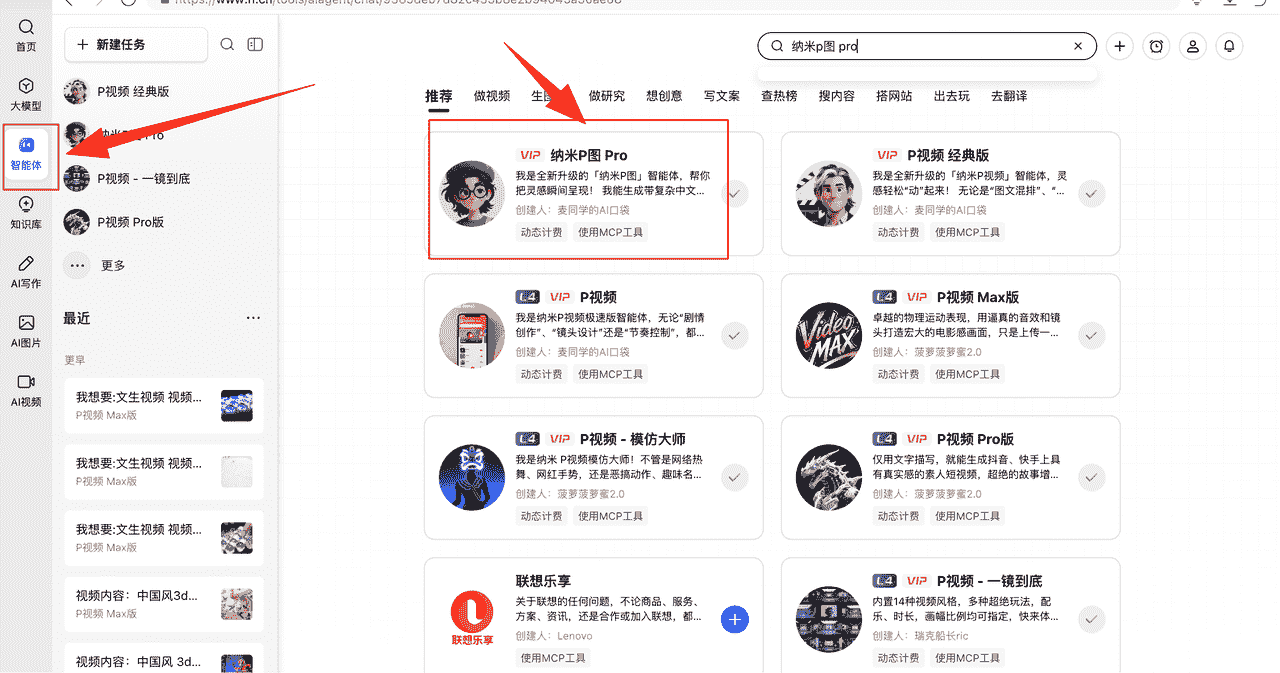 首页
大模型
智能体
知识库
AI写作
AI图片
AI视频
新建任务
P视频 经典版
P视频 - 一镜到底
P视频 Pro版
更多
最近
更早
我想要:文生视频 视频...
P视频 Max版
我想要:文生视频 视频...
P视频 Max版
我想要:文生视频 视频...
P视频 Max版
视频内容：中国风3d...
P视频 Max版
视频内容：中国风 3d...
纳米p图 pro
推荐
做视频
做研究
想创意
写文案
查热榜
搜内容
搭网站
出去玩
去翻译
VIP 纳米P图 Pro
我是全新升级的「纳米P图」智能体，帮你
把灵感瞬间呈现！ 我能生成带复杂中文...
创建人：麦同学的AI口袋
动态计费 使用MCP工具
VIP P视频 经典版
我是全新升级的「纳米P视频」智能体，灵
感轻松“动”起来！ 无论是“图文混排”、“...
创建人：麦同学的AI口袋
动态计费 使用MCP工具
L4 VIP P视频
我是纳米P视频极速版智能体，无论“剧情
创作”、“镜头设计”还是“节奏控制”，都...
创建人：麦同学的AI口袋
动态计费 使用MCP工具
L4 VIP P视频 Max版
卓越的物理运动表现，用逼真的音效和镜
头打造宏大的电影感画面，只是上传一...
创建人：菠萝菠萝蜜2.0
动态计费 使用MCP工具
Video
MAX
L4 VIP P视频 - 模仿大师
我是纳米 P视频模仿大师！不管是网络热
舞、网红手势，还是恶搞动作、趣味名...
创建人：菠萝菠萝蜜2.0
动态计费 使用MCP工具
L4 VIP P视频 Pro版
仅用文字描写，就能生成抖音、快手上具
有真实感的素人短视频，超绝的故事增...
创建人：菠萝菠萝蜜2.0
动态计费 使用MCP工具
联想乐享
联想乐享
关于联想的任何问题，不论商品、服务、
方案、资讯，还是合作或加入联想，都...
创建人：Lenovo
使用MCP工具
L4 VIP P视频 - 一镜到底
内置14种视频风格，多种超绝玩法，配
乐、时长，画幅比例均可指定，快来体...
创建人：瑞克船长ric
动态计费 使用MCP工具